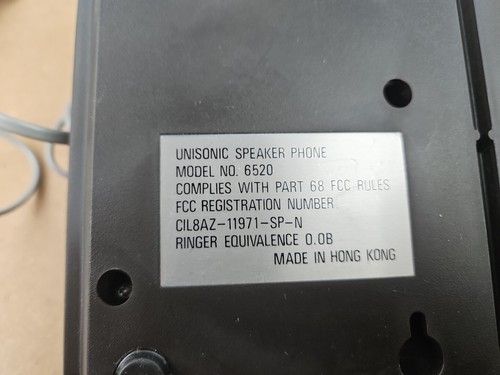 UNISONIC SPEAKER PHONE
MODEL NO. 6520
COMPLIES WITH PART 68 FCC RULES
FCC REGISTRATION NUMBER
CIL8AZ-11971-SP-N
RINGER EQUIVALENCE 0.0B
MADE IN HONG KONG